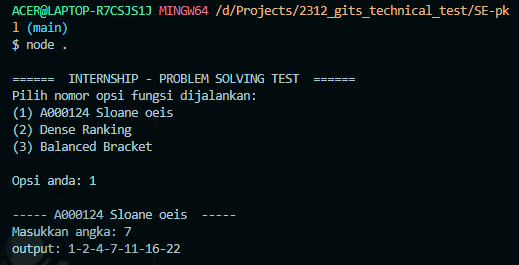 ACER@LAPTOP-R7CSJS1J MINGW64 /d/Projects/2312_gits_technical_test/SE-pk
l (main)
$ node .
====== INTERNSHIP - PROBLEM SOLVING TEST ======
Pilih nomor opsi fungsi dijalankan:
(1) A000124 Sloane oeis
(2) Dense Ranking
(3) Balanced Bracket
Opsi anda: 1
----- A000124 Sloane oeis -----
Masukkan angka: 7
output: 1-2-4-7-11-16-22